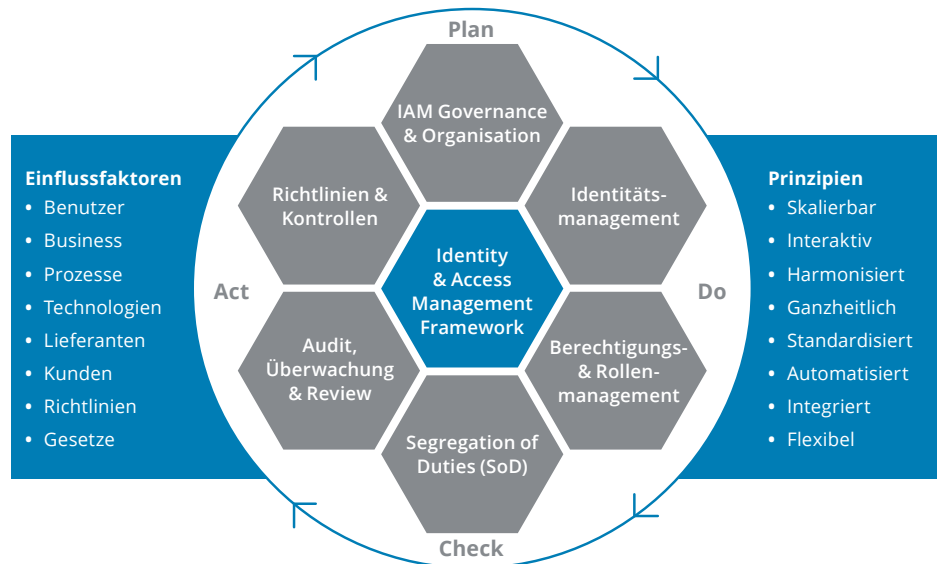 Plan
IAM Governance
& Organisation
Richtlinien &
Kontrollen
Identitäts-
management
Identity
& Access
Management
Framework
Act
Do
Audit,
Überwachung
& Review
Berechtigungs-
& Rollen-
management
Segregation of
Duties (SoD)
Check
Einflussfaktoren
• Benutzer
• Business
• Prozesse
• Technologien
• Lieferanten
• Kunden
• Richtlinien
• Gesetze
Prinzipien
• Skalierbar
• Interaktiv
• Harmonisiert
• Ganzheitlich
• Standardisiert
• Automatisiert
• Integriert
• Flexibel